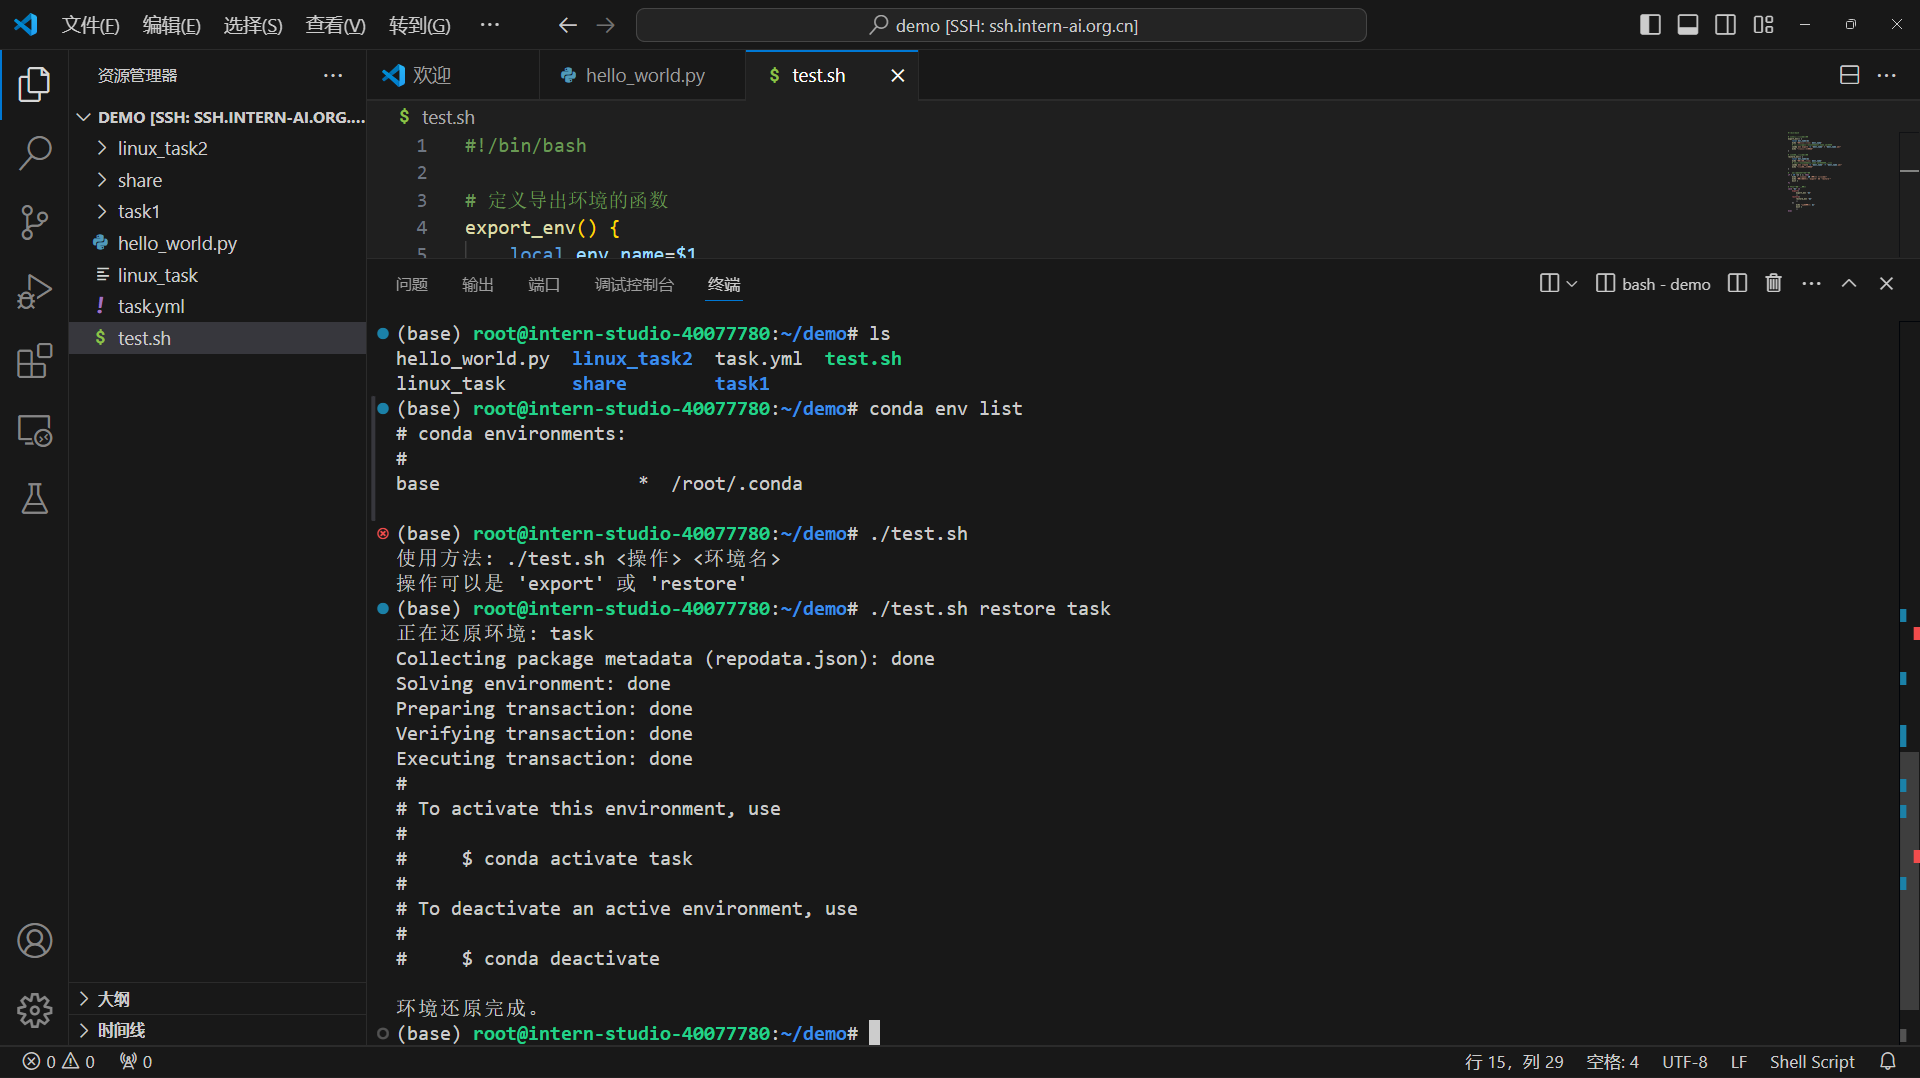 文件(F) 编辑(E) 选择(S) 查看(V) 转到(G) ··· demo [SSH: ssh.intern-ai.org.cn]
资源管理器 ···
DEMO [SSH: SSH.INTERN-AI.ORG....
linux_task2
share
task1
hello_world.py
linux_task
! task.yml
$ test.sh
大纲
时间线
欢迎 hello_world.py $ test.sh
$ test.sh
1 #!/bin/bash
2
3 # 定义导出环境的函数
4 export_env() {
5 local env_name=$1
问题 输出 端口 调试控制台 终端 bash - demo
(base) root@intern-studio-40077780:~/demo# ls
hello_world.py linux_task2 task.yml test.sh
linux_task share task1
(base) root@intern-studio-40077780:~/demo# conda env list
# conda environments:
#
base * /root/.conda
(base) root@intern-studio-40077780:~/demo# ./test.sh
使用方法: ./test.sh <操作> <环境名>
操作可以是 'export' 或 'restore'
(base) root@intern-studio-40077780:~/demo# ./test.sh restore task
正在还原环境: task
Collecting package metadata (repodata.json): done
Solving environment: done
Preparing transaction: done
Verifying transaction: done
Executing transaction: done
#
# To activate this environment, use
#
# $ conda activate task
#
# To deactivate an active environment, use
#
# $ conda deactivate
环境还原完成。
(base) root@intern-studio-40077780:~/demo#
0 0 0 行 15，列 29 空格: 4 UTF-8 LF Shell Script